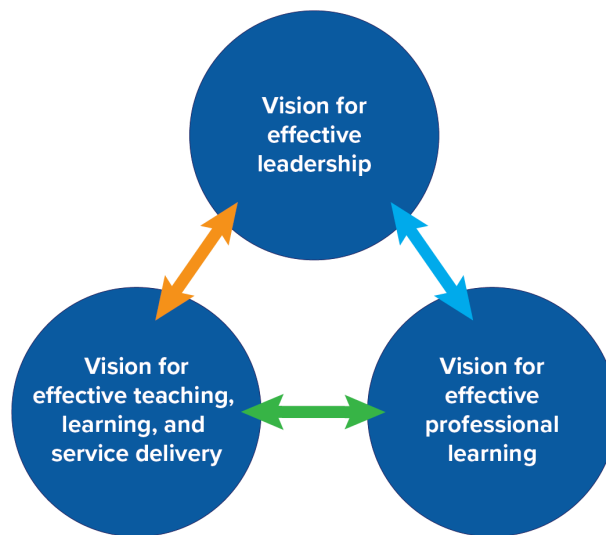 Vision for
effective
leadership
Vision for
effective teaching,
learning, and
service delivery
Vision for
effective
professional
learning